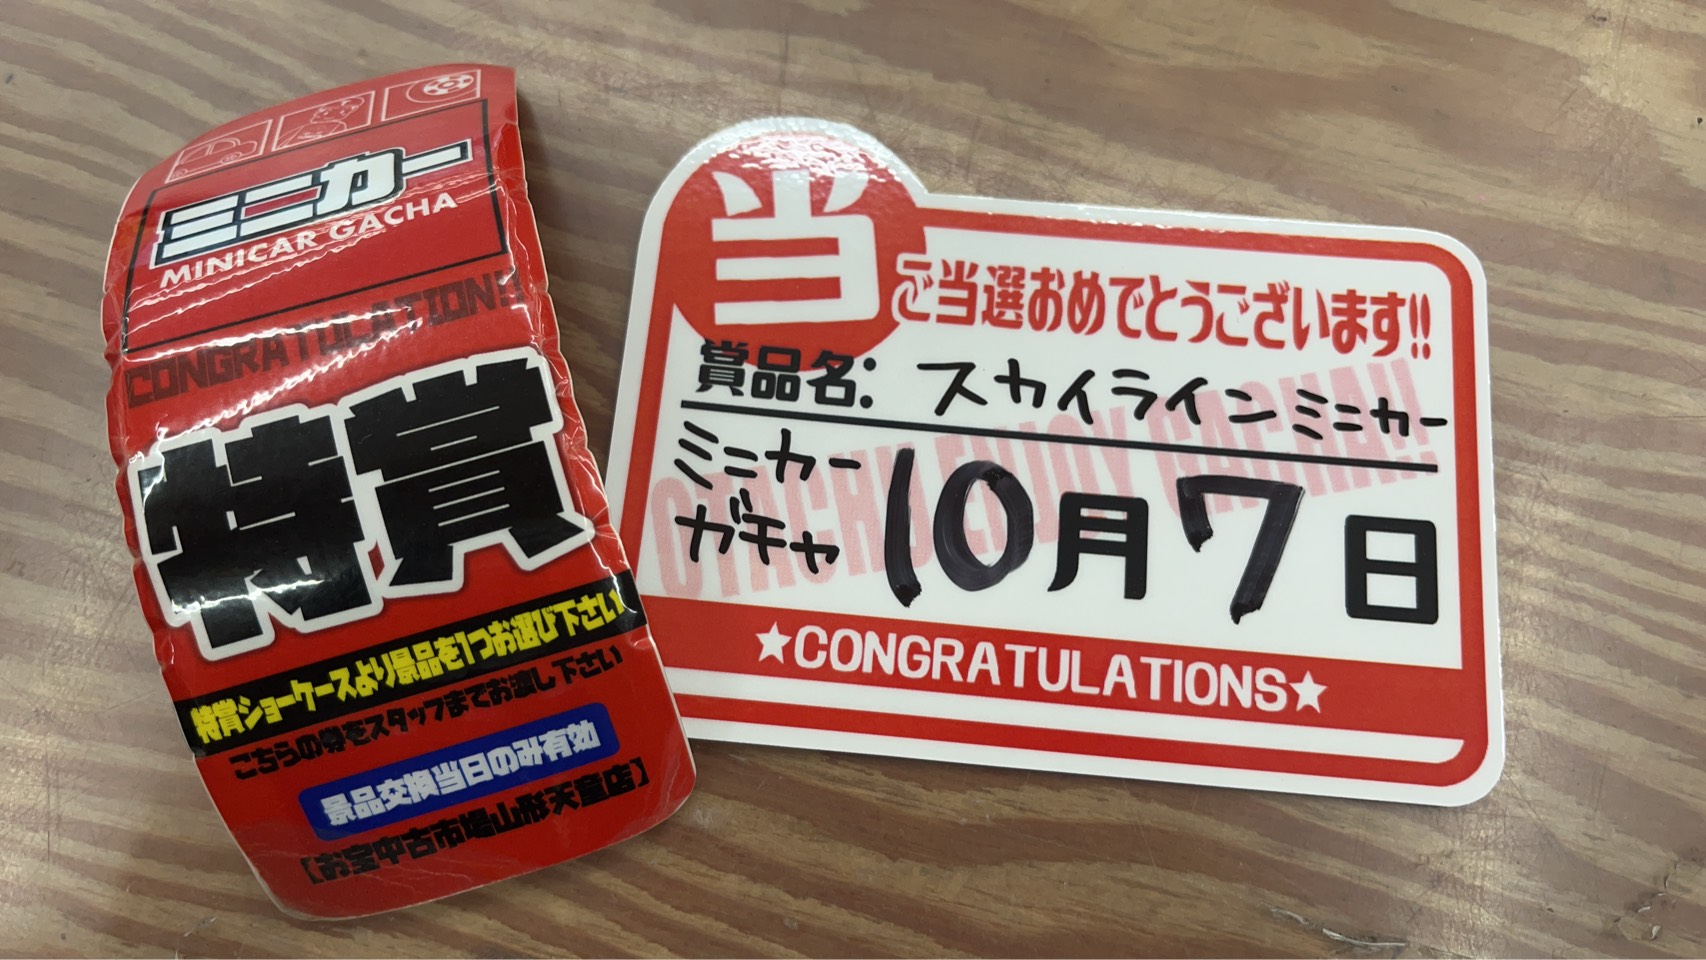 ミニカー
MINICAR GACHA
CONGRATULATION!!
特賞
特賞ショーケースより景品を1つお選び下さい
こちらの券をスタッフまでお渡し下さい
景品交換当日のみ有効
【お宝中古市場山形天童店】
当
ご当選おめでとうございます!!
賞品名: スカイラインミニカー
ミニカー
ガチャ
10月7日
★CONGRATULATIONS★